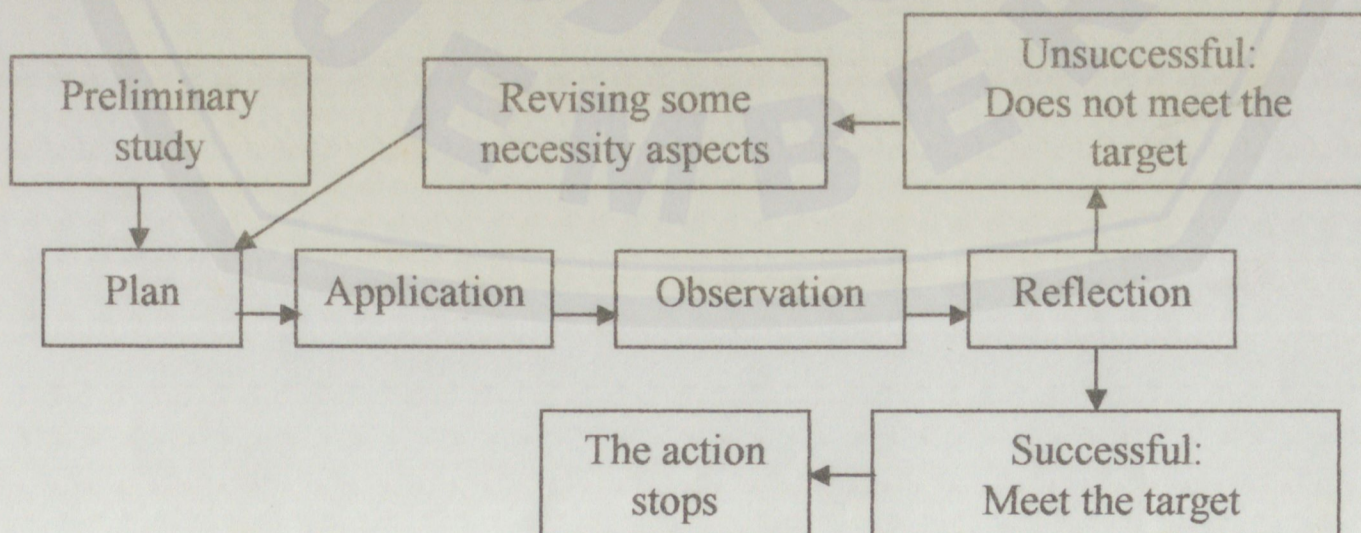 Preliminary
study
Revising some
necessity aspects
Unsuccessful:
Does not meet the
target
Plan
Application
Observation
Reflection
The action
stops
Successful:
Meet the target